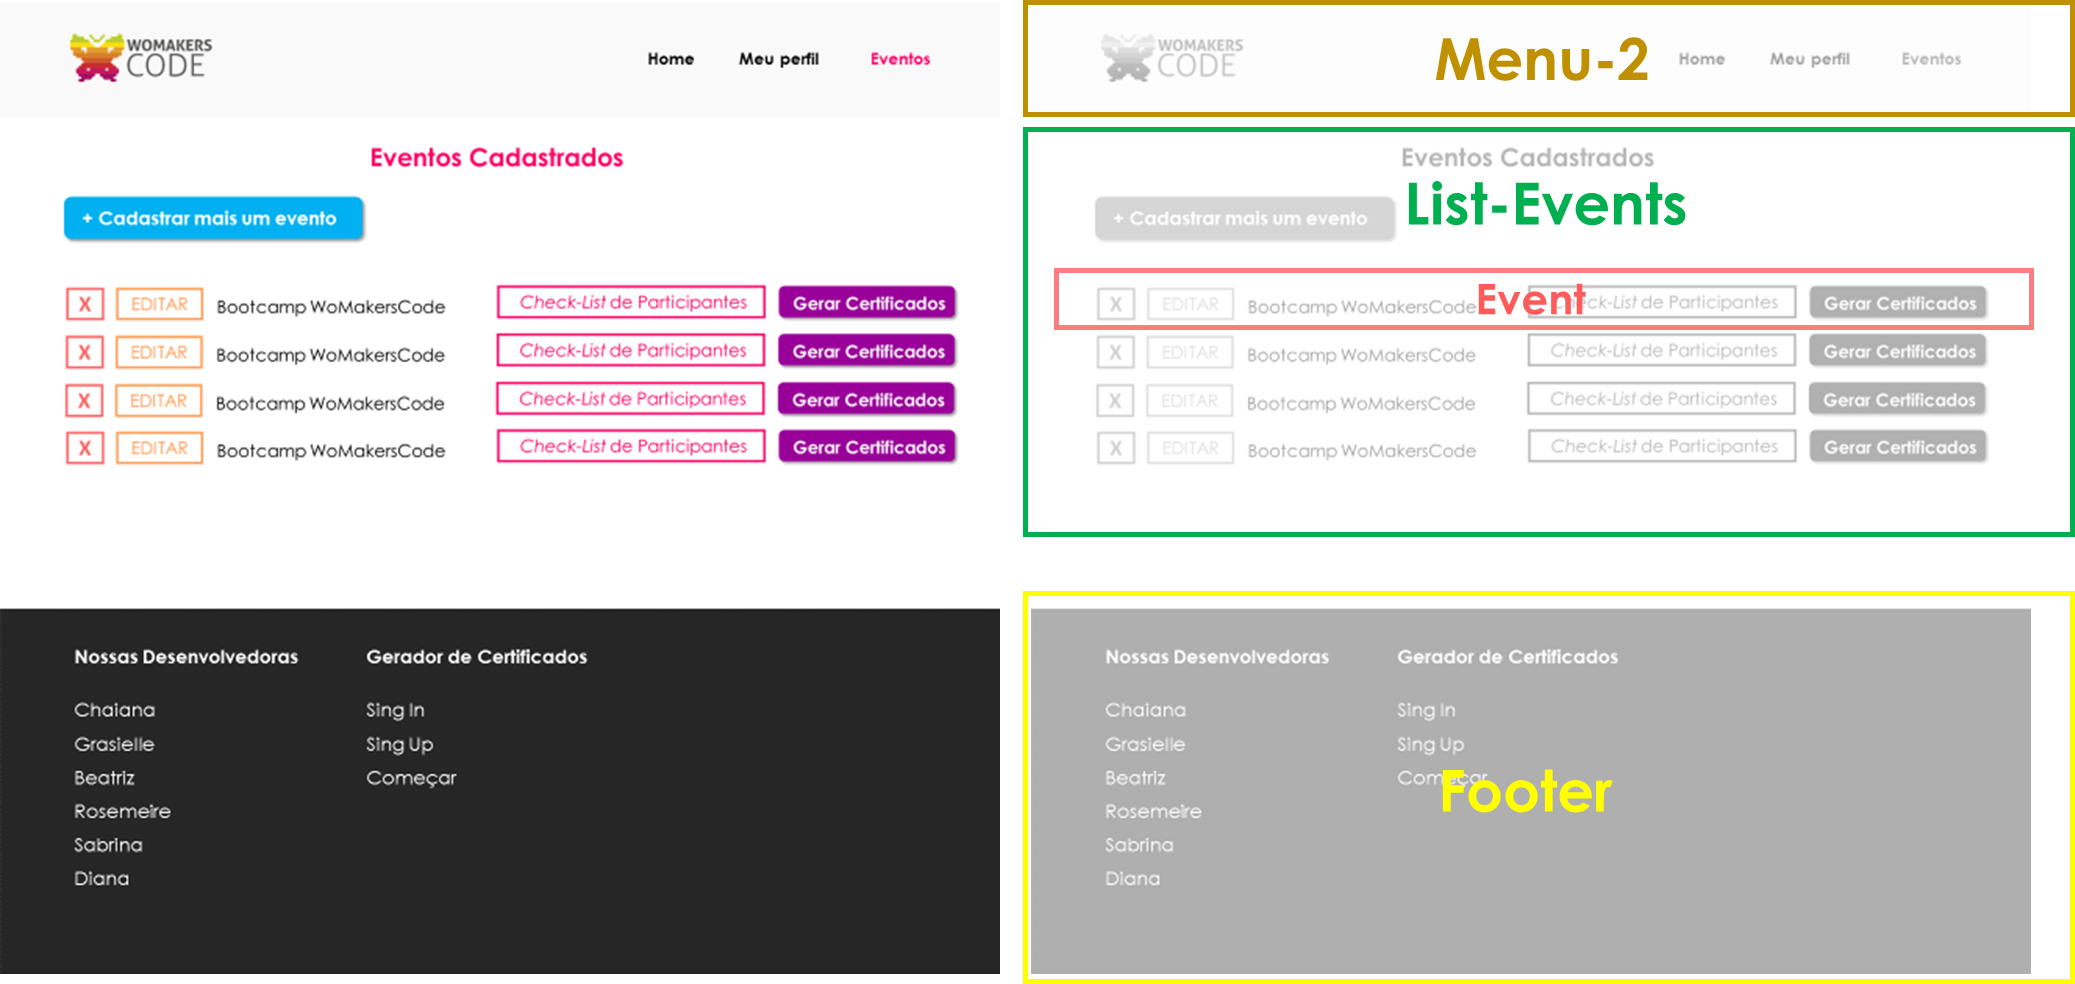 WOMAKERS
CODE
Home Meu perfil Eventos
Eventos Cadastrados
+ Cadastrar mais um evento
X EDITAR Bootcamp WoMakersCode Check-List de Participantes Gerar Certificados
X EDITAR Bootcamp WoMakersCode Check-List de Participantes Gerar Certificados
X EDITAR Bootcamp WoMakersCode Check-List de Participantes Gerar Certificados
X EDITAR Bootcamp WoMakersCode Check-List de Participantes Gerar Certificados
Nossas Desenvolvedoras Gerador de Certificados
Chaiana Sing In
Grasielle Sing Up
Beatriz Começar
Rosemeire
Sabrina
Diana
WOMAKERS
CODE
Menu-2
Home Meu perfil Eventos
Eventos Cadastrados
List-Events
+ Cadastrar mais um evento
Event
X EDITAR Bootcamp WoMakersCode Check-List de Participantes Gerar Certificados
X EDITAR Bootcamp WoMakersCode Check-List de Participantes Gerar Certificados
X EDITAR Bootcamp WoMakersCode Check-List de Participantes Gerar Certificados
X EDITAR Bootcamp WoMakersCode Check-List de Participantes Gerar Certificados
Nossas Desenvolvedoras Gerador de Certificados
Chaiana Sing In
Grasielle Sing Up
Beatriz Começar
Footer
Rosemeire
Sabrina
Diana